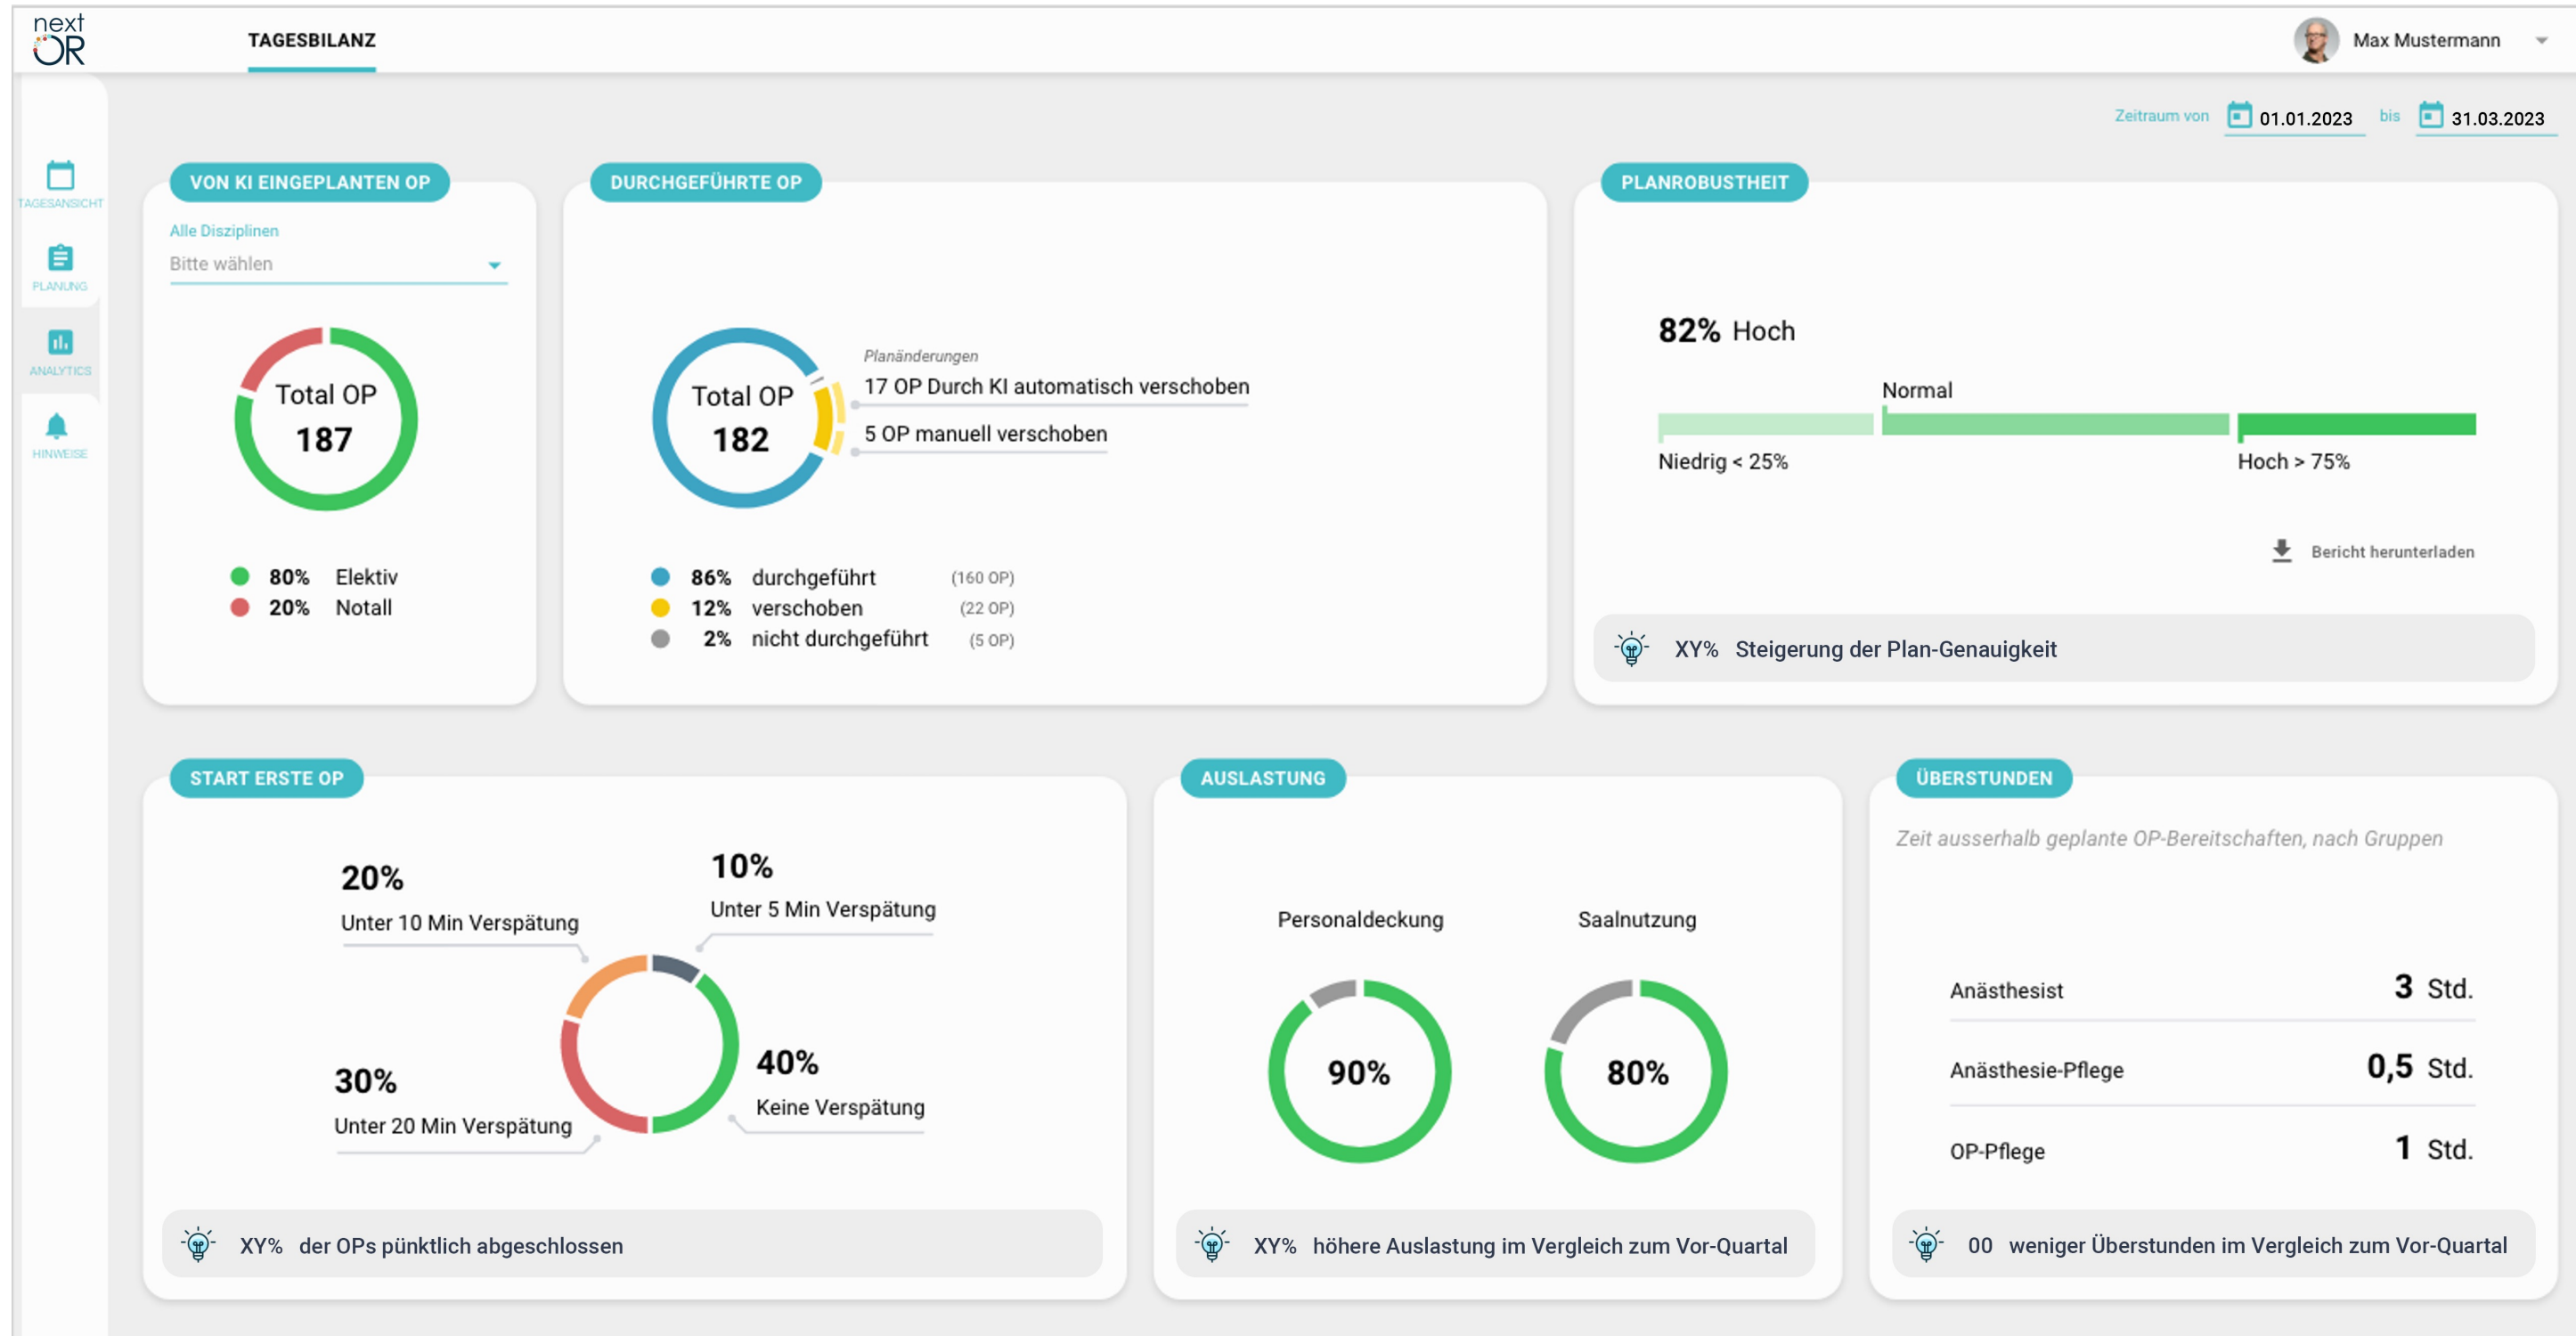 next
OR
TAGESBILANZ
Max Mustermann
Zeitraum von 01.01.2023 bis 31.03.2023
TAGESANSICHT
PLANUNG
ANALYTICS
HINWEISE
VON KI EINGEPLANTEN OP
Alle Disziplinen
Bitte wählen
Total OP
187
80% Elektiv
20% Notall
DURCHGEFÜHRTE OP
Total OP
182
Planänderungen
17 OP Durch KI automatisch verschoben
5 OP manuell verschoben
86% durchgeführt (160 OP)
12% verschoben (22 OP)
2% nicht durchgeführt (5 OP)
PLANROBUSTHEIT
82% Hoch
Normal
Niedrig < 25%
Hoch > 75%
Bericht herunterladen
XY% Steigerung der Plan-Genauigkeit
START ERSTE OP
20%
Unter 10 Min Verspätung
10%
Unter 5 Min Verspätung
30%
Unter 20 Min Verspätung
40%
Keine Verspätung
XY% der OPs pünktlich abgeschlossen
AUSLASTUNG
Personaldeckung
90%
Saalnutzung
80%
XY% höhere Auslastung im Vergleich zum Vor-Quartal
ÜBERSTUNDEN
Zeit ausserhalb geplante OP-Bereitschaften, nach Gruppen
Anästhesist 3 Std.
Anästhesie-Pflege 0,5 Std.
OP-Pflege 1 Std.
00 weniger Überstunden im Vergleich zum Vor-Quartal